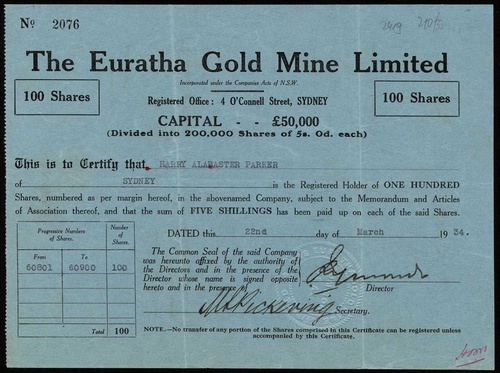 No 2076
The Euratha Gold Mine Limited
Incorporated under the Companies Acts of N.S.W.
100 Shares
100 Shares
Registered Office: 4 O'Connell Street, SYDNEY
CAPITAL - - £50,000
(Divided into 200,000 Shares of 5s. 0d. each)
This is to Certify that HARRY ALABASTER PARKER
of SYDNEY is the Registered Holder of ONE HUNDRED
Shares, numbered as per margin hereof, in the abovenamed Company, subject to the Memorandum and Articles
of Association thereof, and that the sum of FIVE SHILLINGS has been paid up on each of the said Shares.
DATED this 22nd day of March 1934.
Progressive Numbers of Shares.
Number of Shares.
From To
60801 60900 100
Total 100
The Common Seal of the said Company
was hereunto affixed by the authority of
the Directors and in the presence of the
Director whose name is signed opposite
hereto and in the presence of
Director
Pickering Secretary.
NOTE.—No transfer of any portion of the Shares comprised in this Certificate can be registered unless
accompanied by this Certificate.